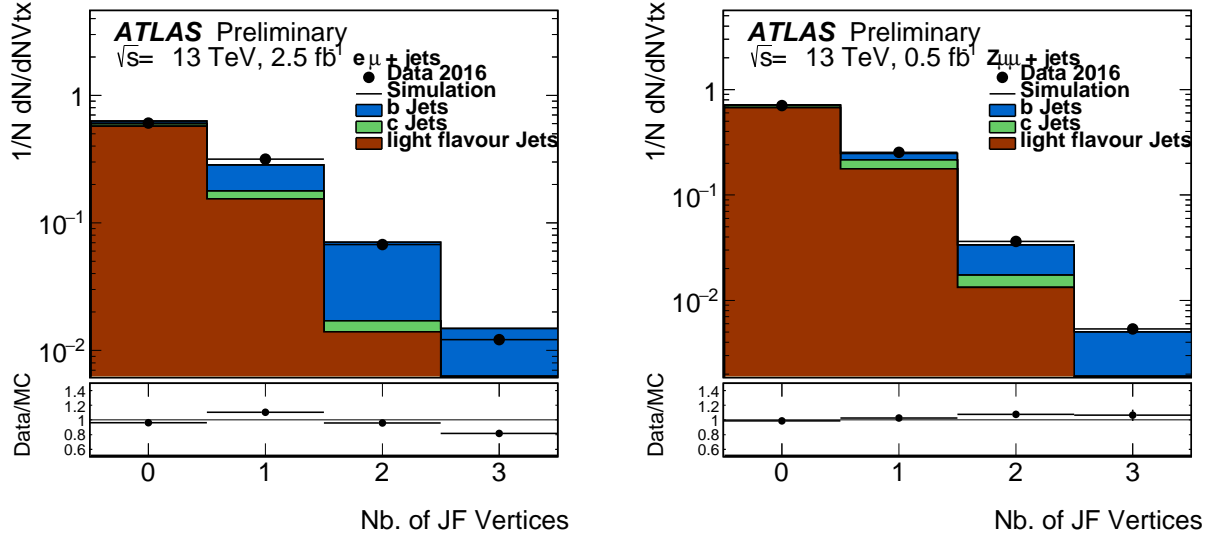 ATLAS Preliminary
√s= 13 TeV, 2.5 fb⁻¹ eμ + jets
Data 2016
Simulation
b Jets
c Jets
light flavour Jets
1/N dN/dNVtx
1
10⁻¹
10⁻²
Data/MC
1.4
1.2
1
0.8
0.6
0 1 2 3
Nb. of JF Vertices
ATLAS Preliminary
√s= 13 TeV, 0.5 fb⁻¹ Zμμ + jets
Data 2016
Simulation
b Jets
c Jets
light flavour Jets
1/N dN/dNVtx
1
10⁻¹
10⁻²
Data/MC
1.4
1.2
1
0.8
0.6
0 1 2 3
Nb. of JF Vertices